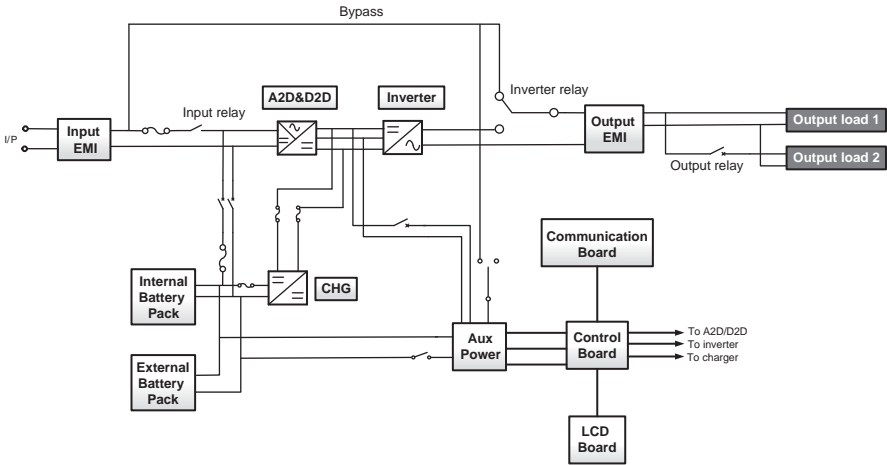 Bypass
A2D&D2D
Inverter
Inverter relay
Input relay
I/P
Input
EMI
Output
EMI
Output load 1
Output load 2
Output relay
Communication
Board
Internal
Battery
Pack
CHG
External
Battery
Pack
Aux
Power
Control
Board
To A2D/D2D
To inverter
To charger
LCD
Board